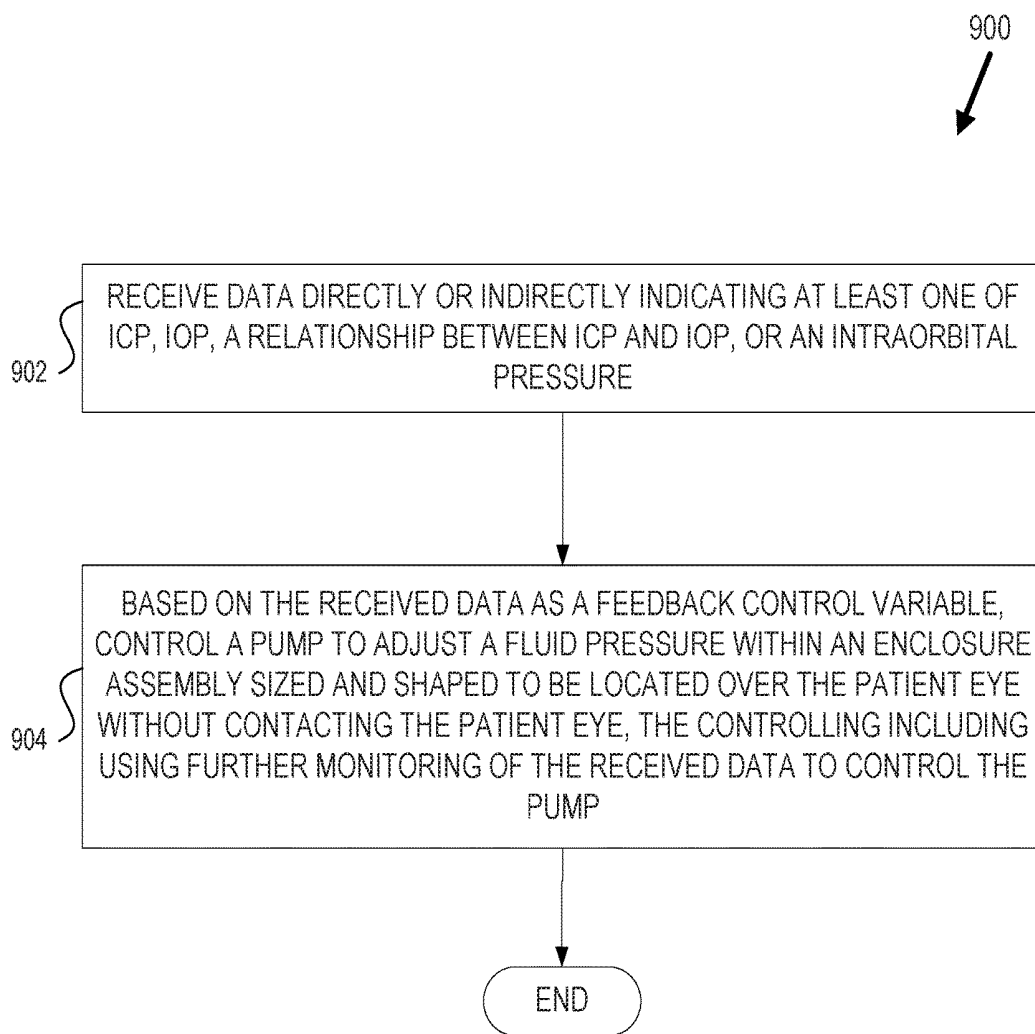 900
RECEIVE DATA DIRECTLY OR INDIRECTLY INDICATING AT LEAST ONE OF
ICP, IOP, A RELATIONSHIP BETWEEN ICP AND IOP, OR AN INTRAORBITAL
PRESSURE
902
BASED ON THE RECEIVED DATA AS A FEEDBACK CONTROL VARIABLE,
CONTROL A PUMP TO ADJUST A FLUID PRESSURE WITHIN AN ENCLOSURE
ASSEMBLY SIZED AND SHAPED TO BE LOCATED OVER THE PATIENT EYE
WITHOUT CONTACTING THE PATIENT EYE, THE CONTROLLING INCLUDING
USING FURTHER MONITORING OF THE RECEIVED DATA TO CONTROL THE
PUMP
904
END